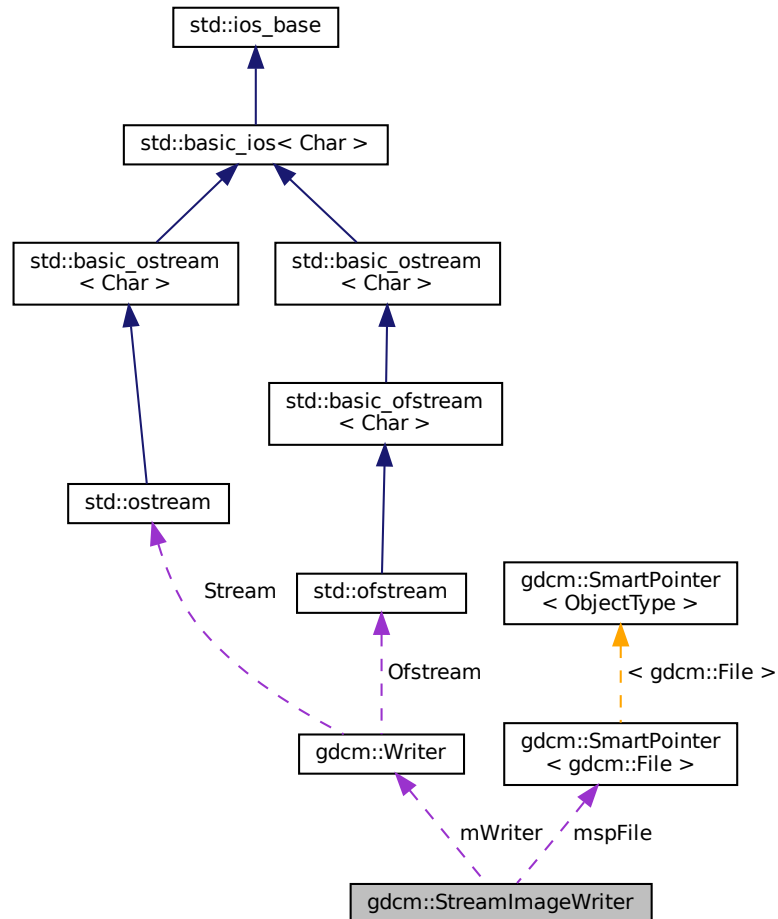 std::ios_base
std::basic_ios< Char >
std::basic_ostream
< Char >
std::basic_ostream
< Char >
std::basic_ofstream
< Char >
std::ostream
Stream
std::ofstream
gdcm::SmartPointer
< ObjectType >
Ofstream
< gdcm::File >
gdcm::Writer
gdcm::SmartPointer
< gdcm::File >
mWriter
mspFile
gdcm::StreamImageWriter